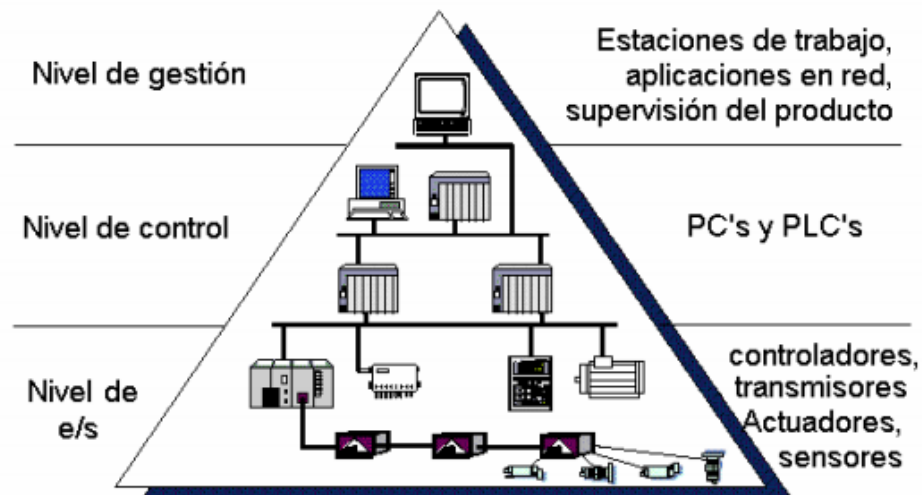 Nivel de gestión
Estaciones de trabajo,
aplicaciones en red,
supervisión del producto
Nivel de control
PC's y PLC's
Nivel de
e/s
controladores,
transmisores
Actuadores,
sensores